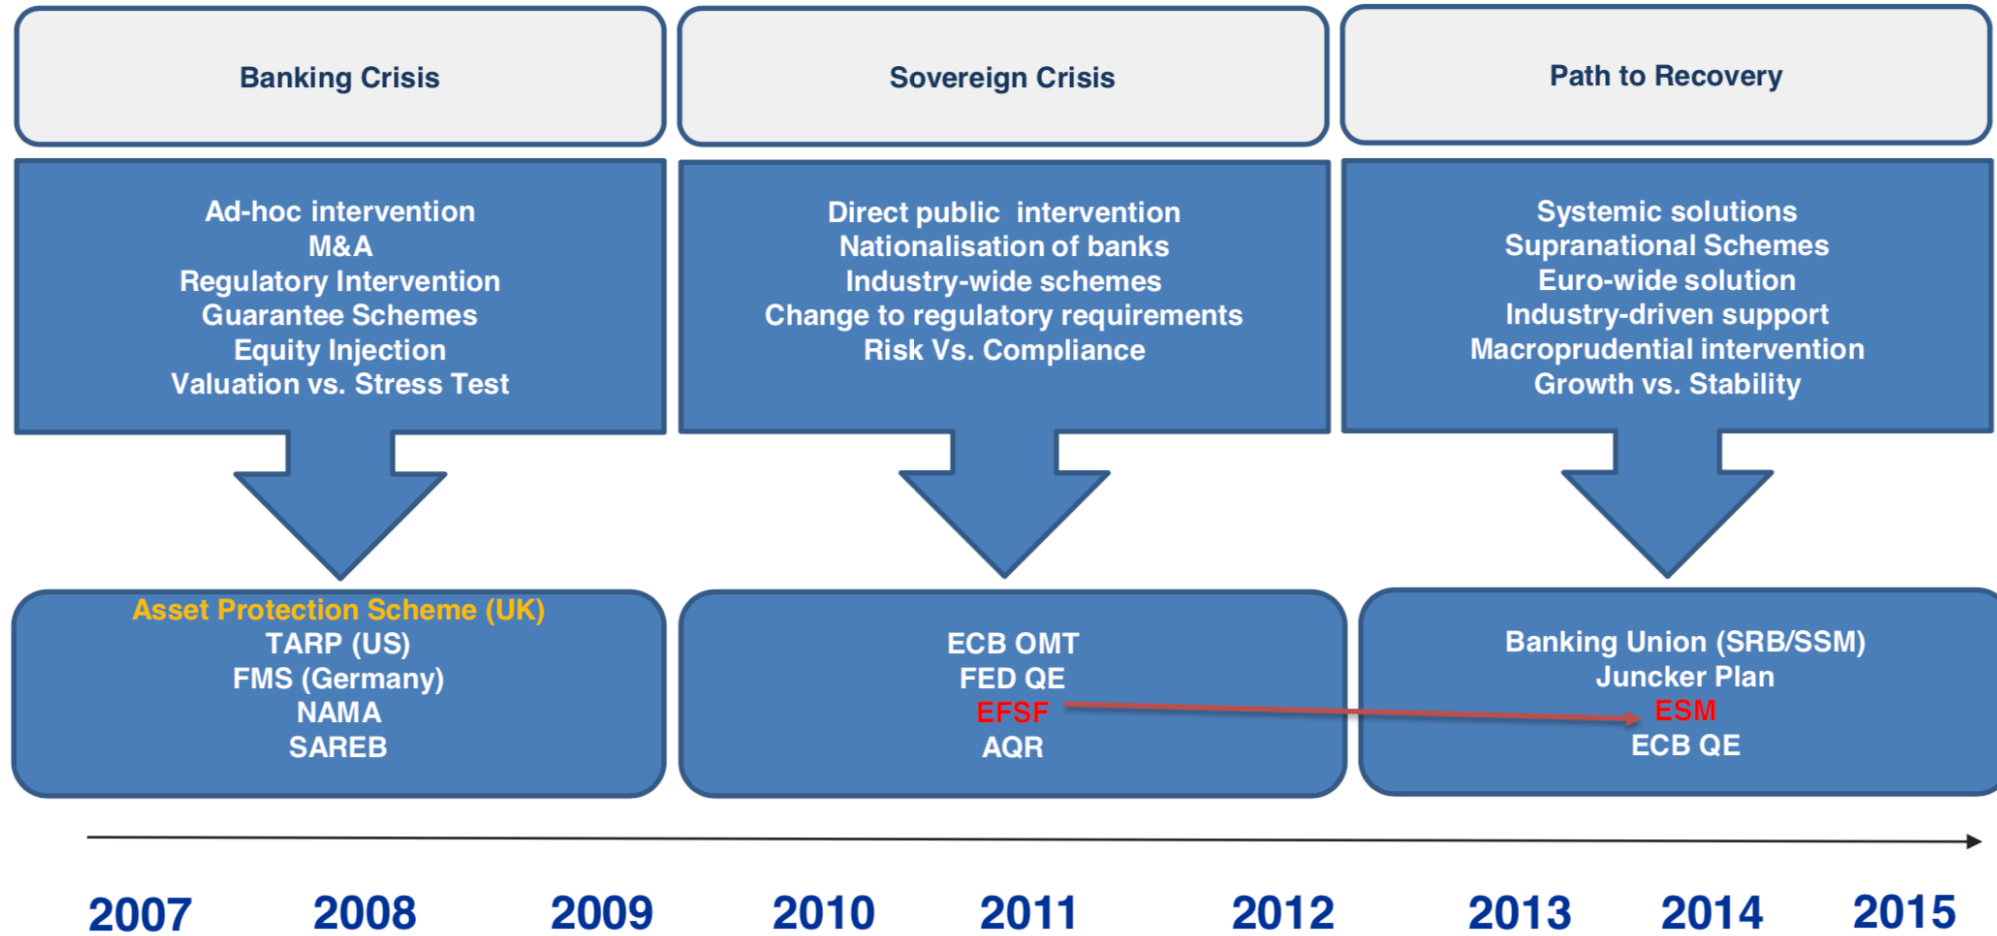 Banking Crisis
Ad-hoc intervention
M&A
Regulatory Intervention
Guarantee Schemes
Equity Injection
Valuation vs. Stress Test
Asset Protection Scheme (UK)
TARP (US)
FMS (Germany)
NAMA
SAREB
Sovereign Crisis
Direct public intervention
Nationalisation of banks
Industry-wide schemes
Change to regulatory requirements
Risk Vs. Compliance
ECB OMT
FED QE
EFSF
AQR
Path to Recovery
Systemic solutions
Supranational Schemes
Euro-wide solution
Industry-driven support
Macroprudential intervention
Growth vs. Stability
Banking Union (SRB/SSM)
Juncker Plan
ESM
ECB QE
2007 2008 2009 2010 2011 2012 2013 2014 2015